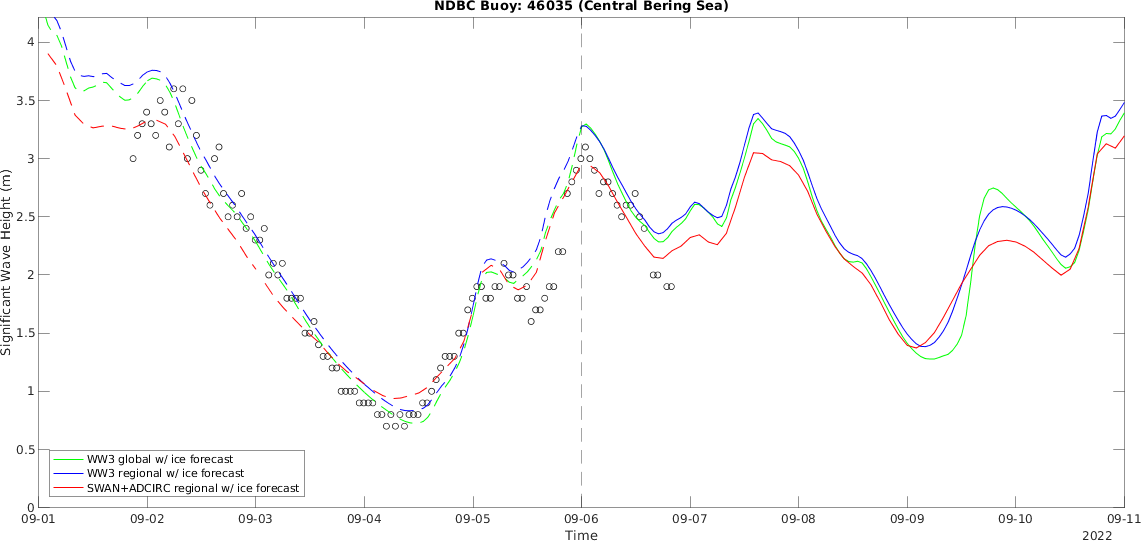 NDBC Buoy: 46035 (Central Bering Sea)
4
3.5
3
2.5
2
1.5
1
0.5
0
Significant Wave Height (m)
WW3 global w/ ice forecast
WW3 regional w/ ice forecast
SWAN+ADCIRC regional w/ ice forecast
09-01 09-02 09-03 09-04 09-05 09-06 09-07 09-08 09-09 09-10 09-11
Time
2022